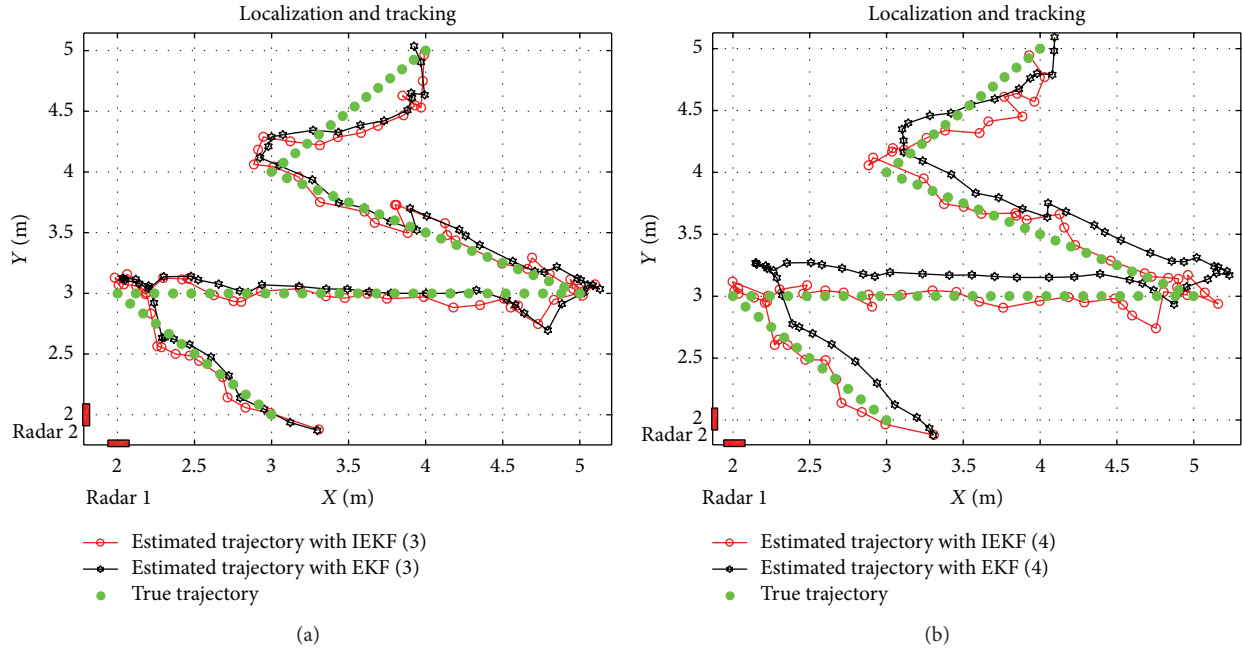 Localization and tracking
5
4.5
4
3.5
3
2.5
2
Y (m)
Radar 2
2 2.5 3 3.5 4 4.5 5
Radar 1
X (m)
Estimated trajectory with IEKF (3)
Estimated trajectory with EKF (3)
True trajectory
(a)
Localization and tracking
5
4.5
4
3.5
3
2.5
2
Y (m)
Radar 2
2 2.5 3 3.5 4 4.5 5
Radar 1
X (m)
Estimated trajectory with IEKF (4)
Estimated trajectory with EKF (4)
True trajectory
(b)